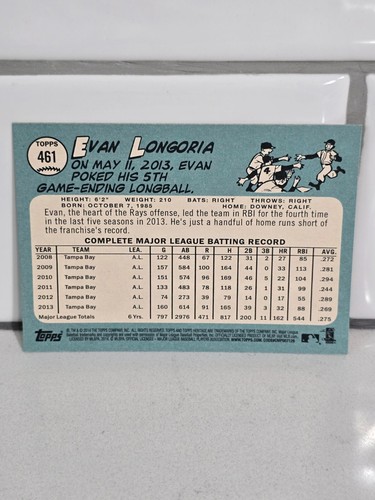 TOPPS
461
EVAN LONGORIA
ON MAY 11, 2013, EVAN
POKED HIS 5TH
GAME-ENDING LONGBALL.
HEIGHT: 6'2" WEIGHT: 210 BATS: RIGHT THROWS: RIGHT
BORN: OCTOBER 7, 1985 HOME: DOWNEY, CALIF.
Evan, the heart of the Rays offense, led the team in RBI for the fourth time
in the last five seasons in 2013. He's just a handful of home runs short of
the franchise's record.
COMPLETE MAJOR LEAGUE BATTING RECORD
YEAR TEAM LEA. G AB R H 2B 3B HR RBI AVG.
2008 Tampa Bay A.L. 122 448 67 122 31 2 27 85 .272
2009 Tampa Bay A.L. 157 584 100 164 44 0 33 113 .281
2010 Tampa Bay A.L. 151 574 96 169 46 5 22 104 .294
2011 Tampa Bay A.L. 133 483 78 118 26 1 31 99 .244
2012 Tampa Bay A.L. 74 273 39 79 14 0 17 55 .289
2013 Tampa Bay A.L. 160 614 91 165 39 3 32 88 .269
Major League Totals 6 Yrs. 797 2976 471 817 200 11 162 544 .275
Topps